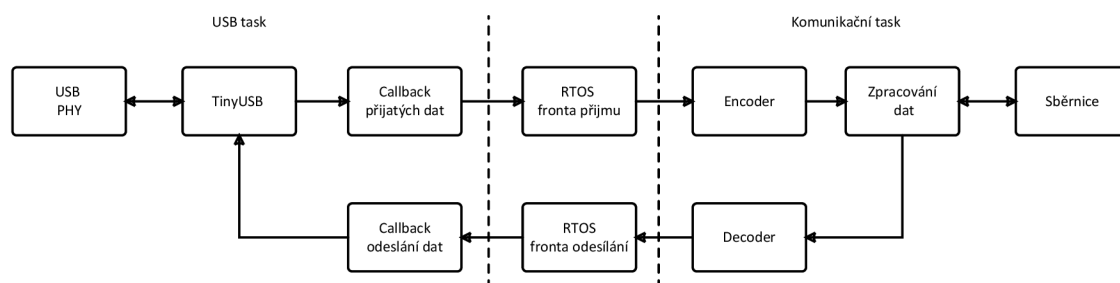 USB task
Komunikační task
USB
PHY
TinyUSB
Callback
přijatých dat
RTOS
fronta přijmu
Encoder
Zpracování
dat
Sběrnice
Callback
odeslání dat
RTOS
fronta odesílání
Decoder